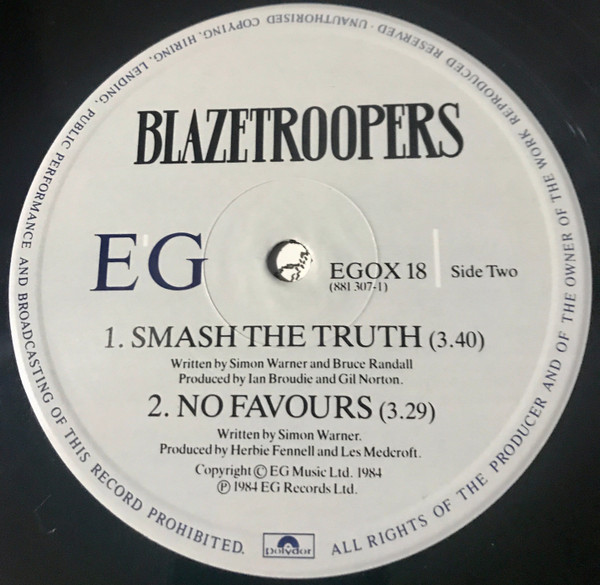 BLAZETROOPERS
E'G
EGOX 18
(881 307-1)
Side Two
1. SMASH THE TRUTH (3.40)
Written by Simon Warner and Bruce Randall
Produced by Ian Broudie and Gil Norton.
2. NO FAVOURS (3.29)
Written by Simon Warner.
Produced by Herbie Fennell and Les Medcroft.
Copyright © EG Music Ltd. 1984
℗ 1984 EG Records Ltd.
polydor
ALL RIGHTS OF THE PRODUCER AND OF THE OWNER OF THE WORK REPRODUCED RESERVED · UNAUTHORISED COPYING, HIRING, LENDING, PUBLIC PERFORMANCE AND BROADCASTING OF THIS RECORD PROHIBITED.